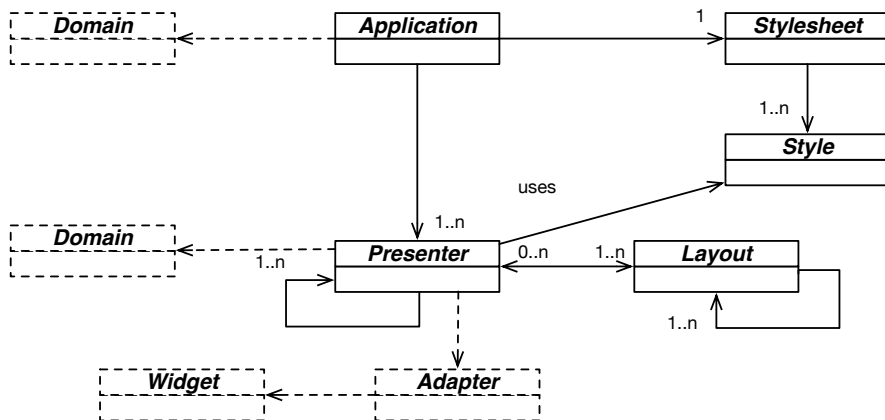 Domain
Application
1
Stylesheet
1..n
Style
uses
1..n
Domain
1..n
Presenter
0..n
1..n
Layout
1..n
Widget
Adapter